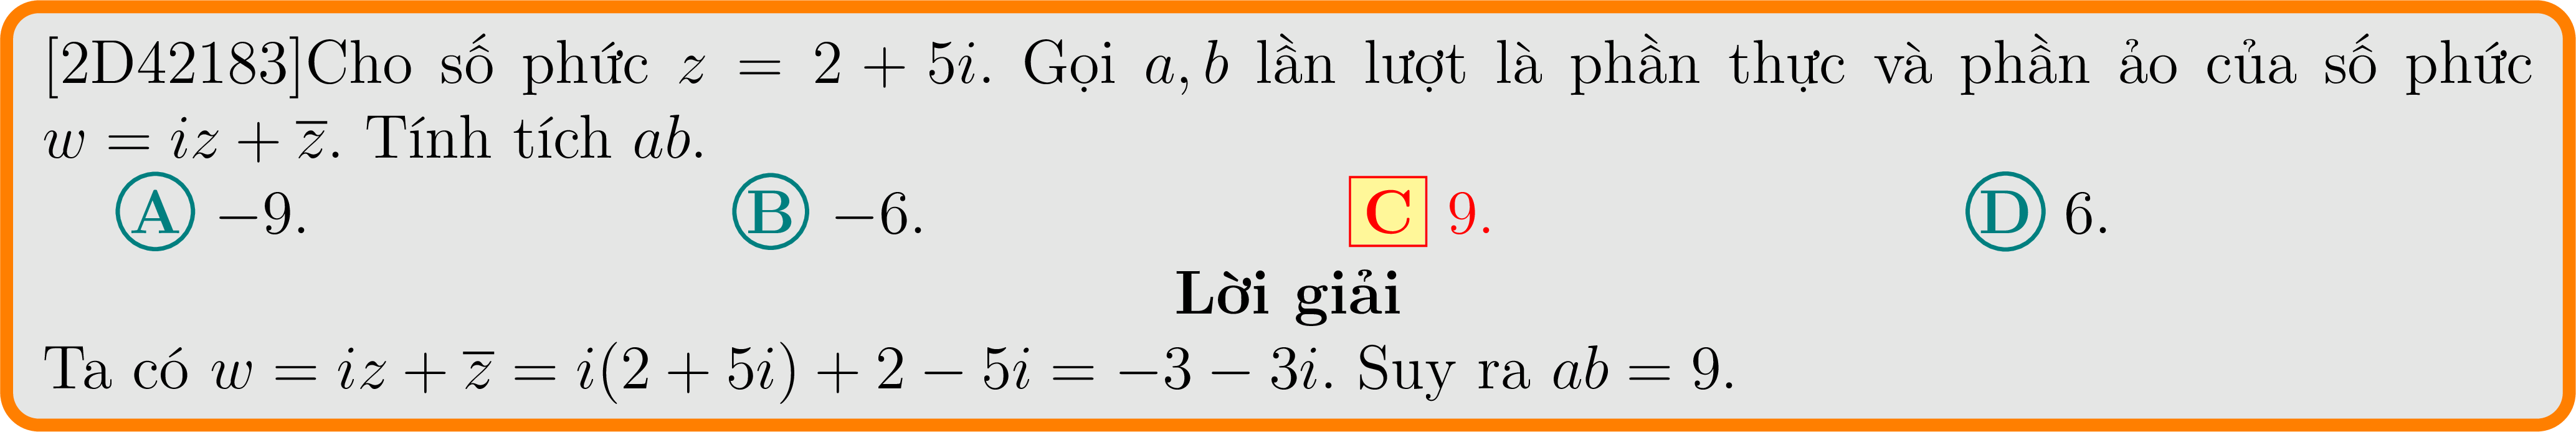 [2D42183]Cho số phức z = 2 + 5i. Gọi a, b lần lượt là phần thực và phần ảo của số phức
w = iz + z̅. Tính tích ab.
A −9. B −6. C 9. D 6.
Lời giải
Ta có w = iz + z̅ = i(2 + 5i) + 2 − 5i = −3 − 3i. Suy ra ab = 9.